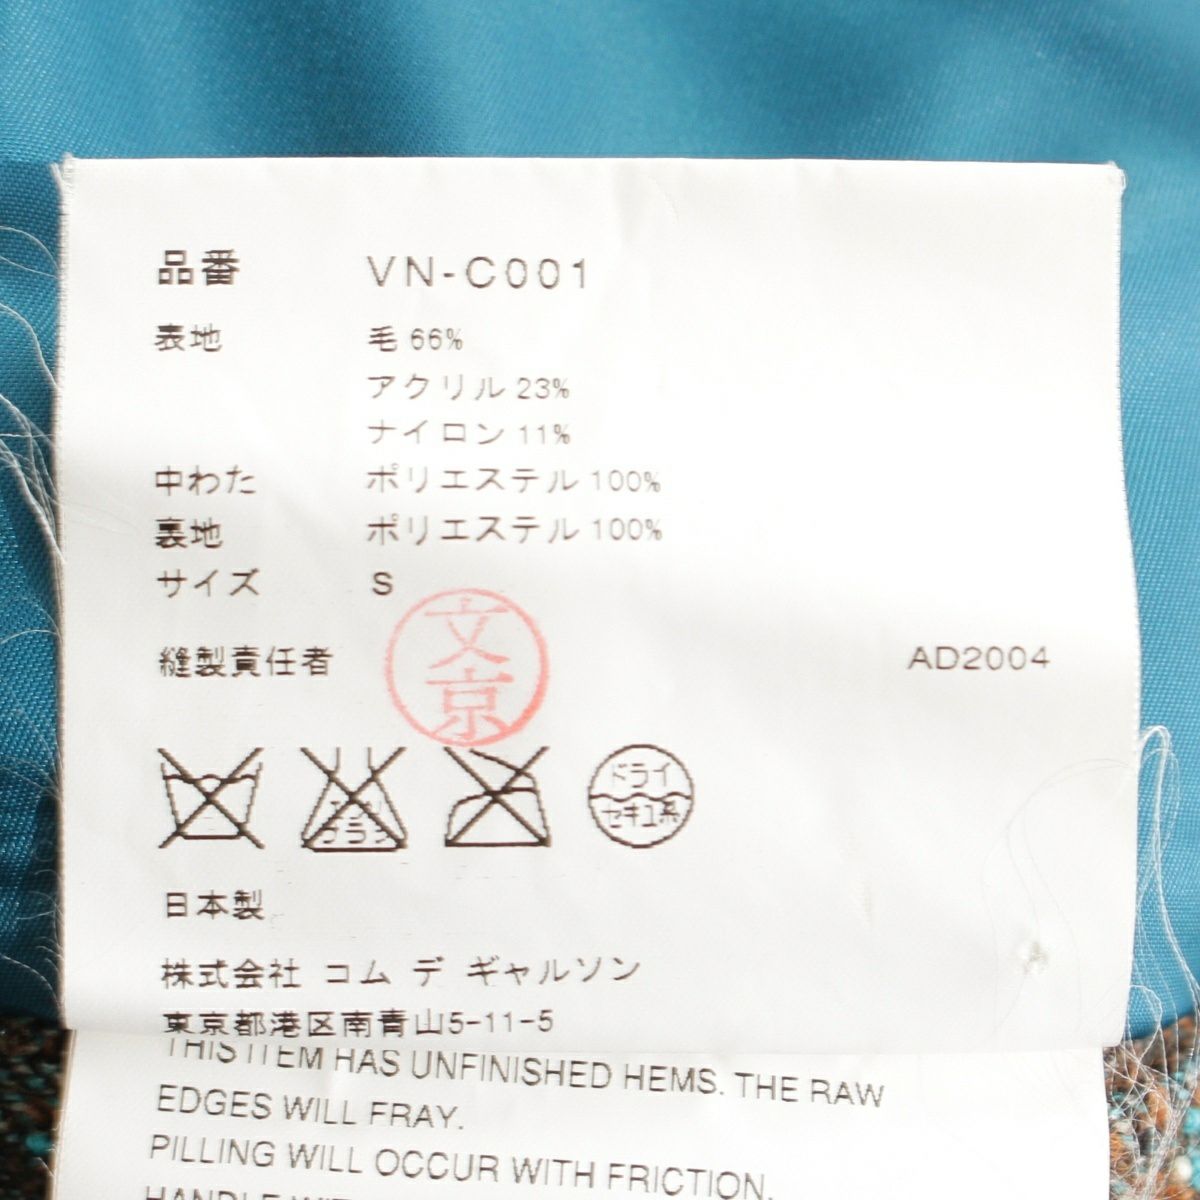 品番 VN-C001
表地 毛 66%
アクリル 23%
ナイロン 11%
中わた ポリエステル 100%
裏地 ポリエステル 100%
サイズ S
縫製責任者 文京 AD2004
ドライ
セキユ系
日本製
株式会社 コム デ ギャルソン
東京都港区南青山5-11-5
THIS ITEM HAS UNFINISHED HEMS. THE RAW
EDGES WILL FRAY.
PILLING WILL OCCUR WITH FRICTION.
HANDLE